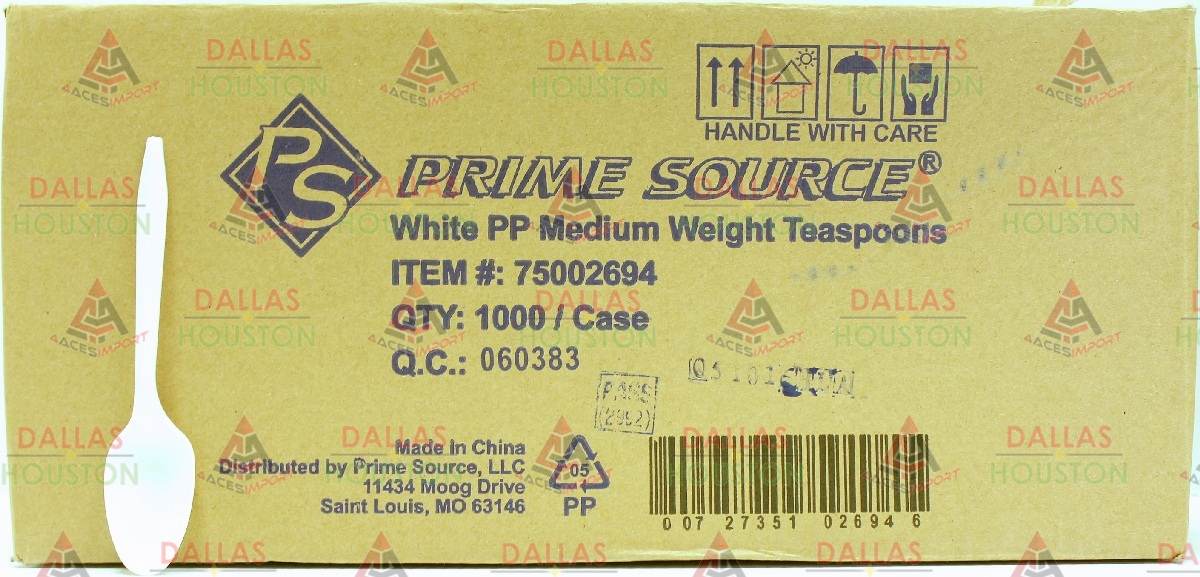 HANDLE WITH CARE
PS
PRIME SOURCE®
White PP Medium Weight Teaspoons
ITEM #: 75002694
QTY: 1000 / Case
Q.C.: 060383
PASS
Made in China
Distributed by Prime Source, LLC
11434 Moog Drive
Saint Louis, MO 63146
05
PP
0 07 27351 02694 6
DALLAS
HOUSTON
4ACESIMPORT